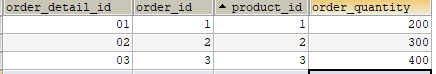 order_detail_id order_id product_id order_quantity
01 1 1 200
02 2 2 300
03 3 3 400